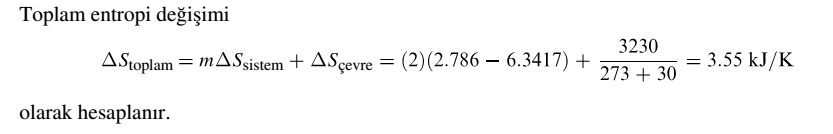 Toplam entropi değişimi
ΔS_toplam = mΔS_sistem + ΔS_çevre = (2)(2.786 − 6.3417) + 3230 / (273 + 30) = 3.55 kJ/K
olarak hesaplanır.